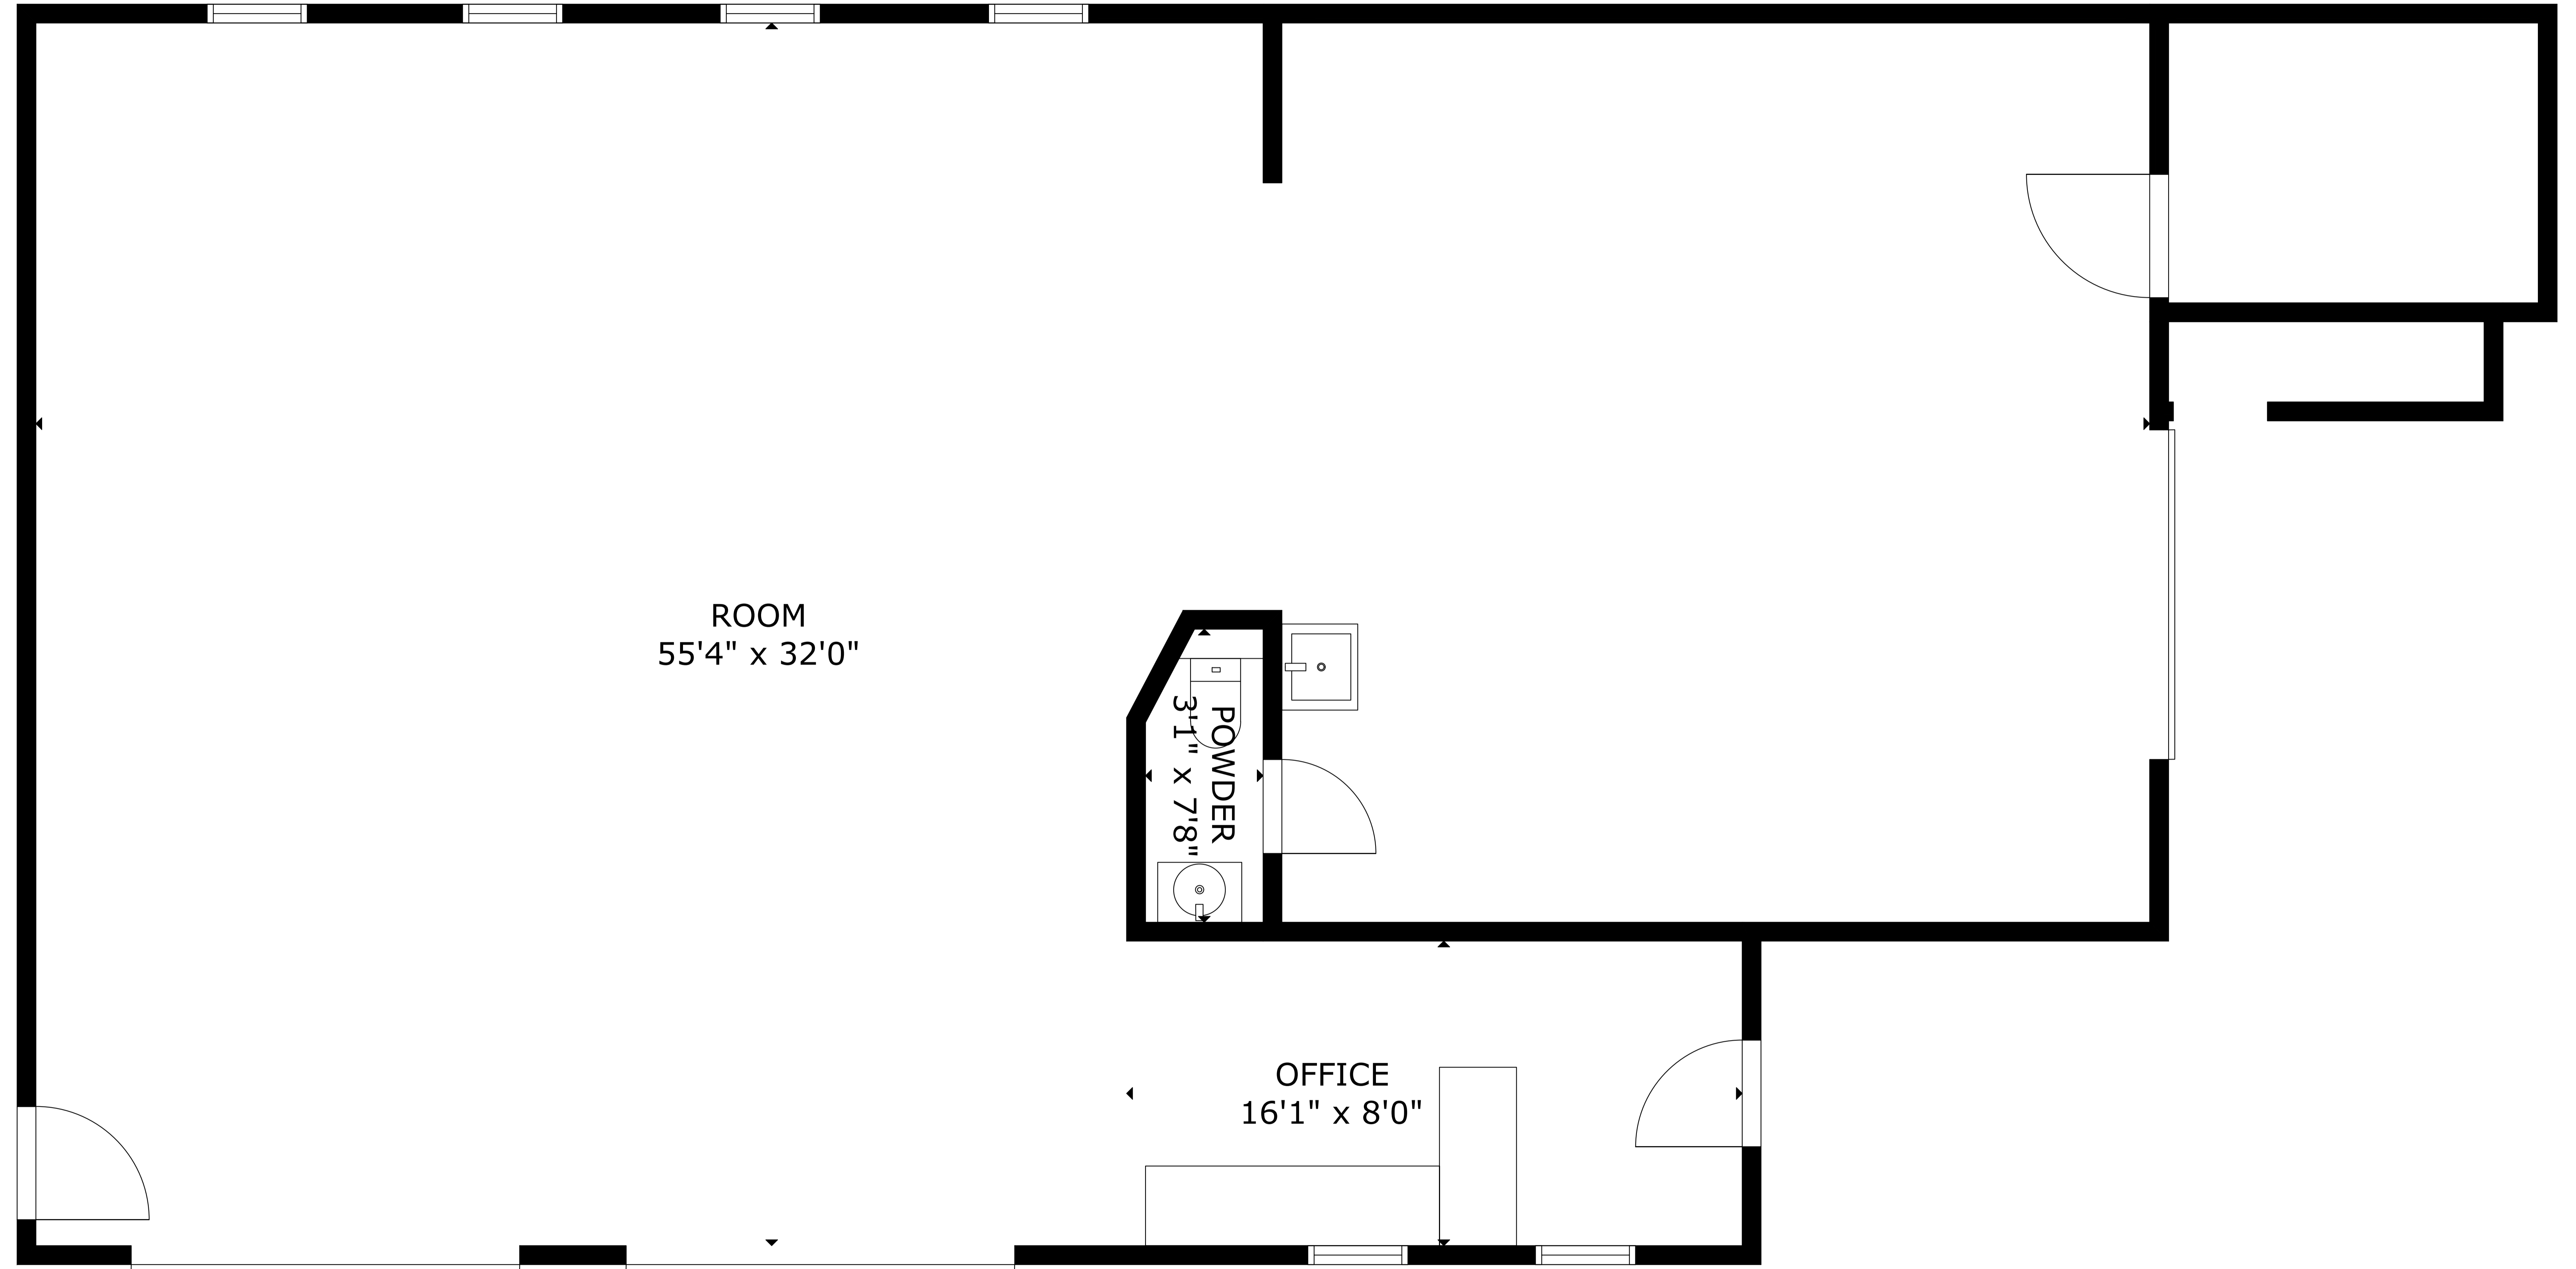 ROOM
55'4" x 32'0"
POWDER
3'1" x 7'8"
OFFICE
16'1" x 8'0"